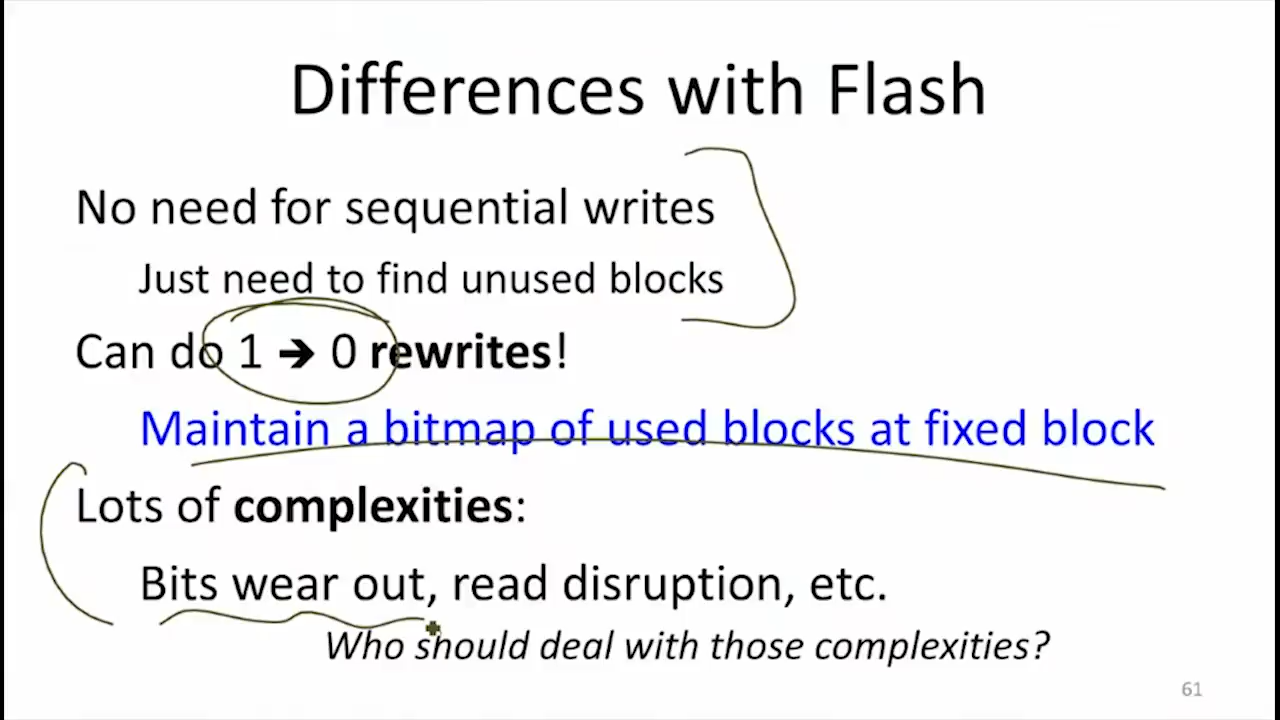 Differences with Flash
No need for sequential writes
Just need to find unused blocks
Can do 1 ➔ 0 rewrites!
Maintain a bitmap of used blocks at fixed block
Lots of complexities:
Bits wear out, read disruption, etc.
Who should deal with those complexities?
61